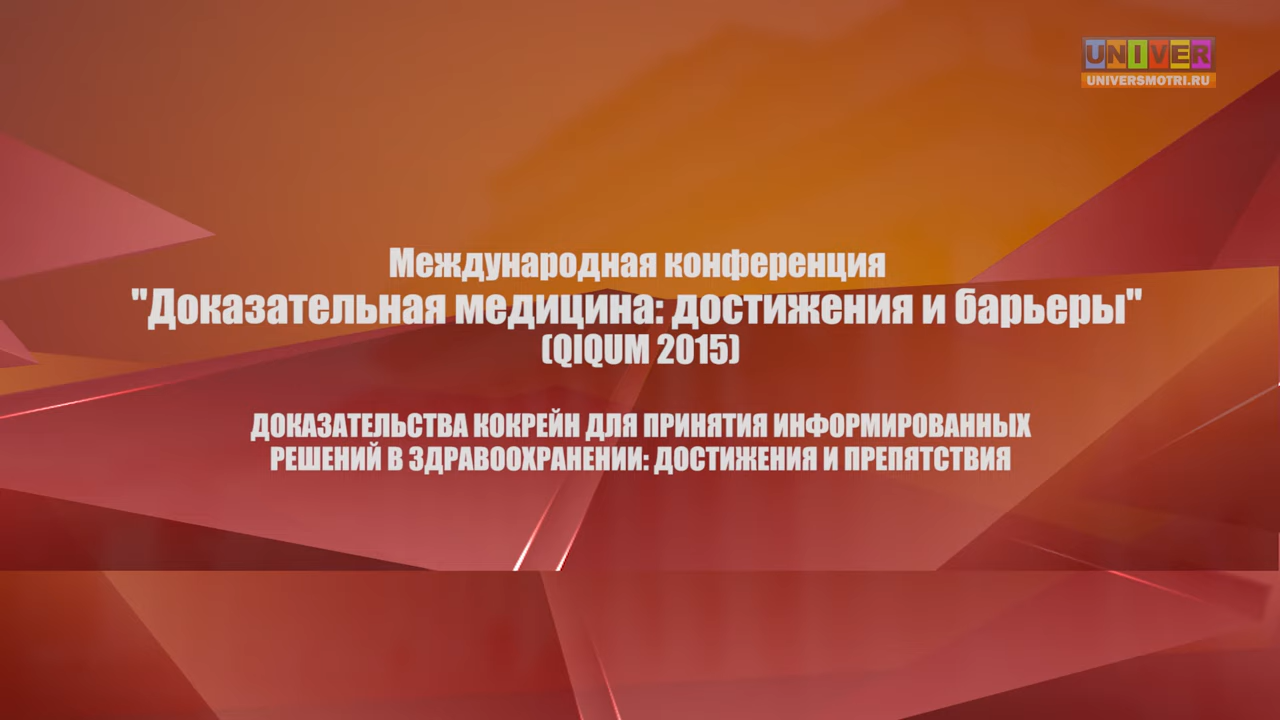 UNIVER
UNIVERSMOTRI.RU
Международная конференция
"Доказательная медицина: достижения и барьеры"
(QIQUM 2015)
ДОКАЗАТЕЛЬСТВА КОКРЕЙН ДЛЯ ПРИНЯТИЯ ИНФОРМИРОВАННЫХ
РЕШЕНИЙ В ЗДРАВООХРАНЕНИИ: ДОСТИЖЕНИЯ И ПРЕПЯТСТВИЯ